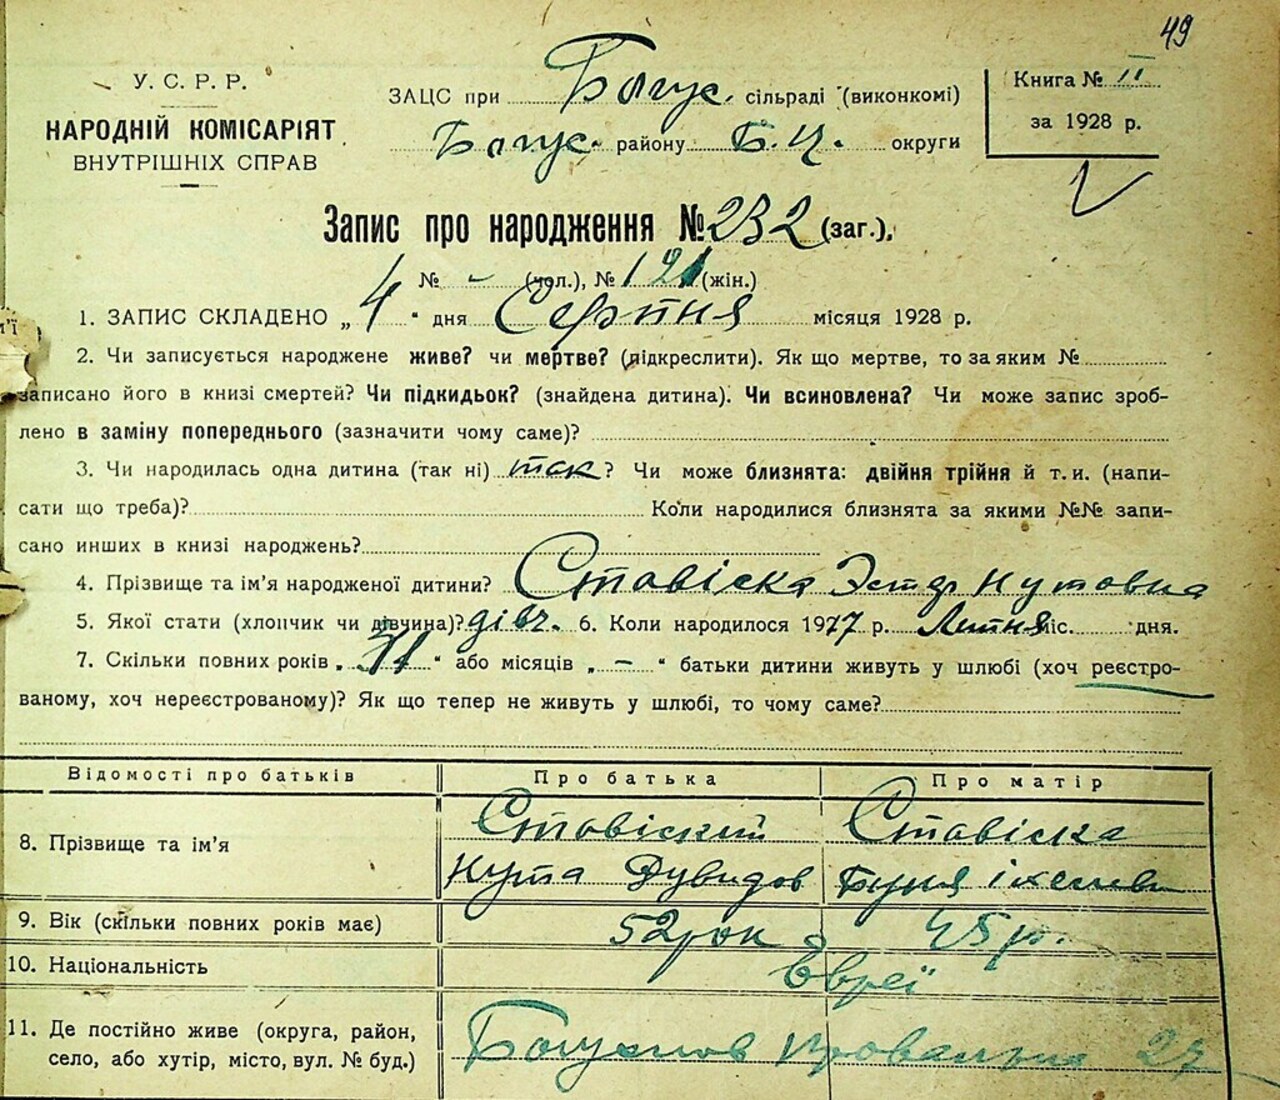 49
У. С. Р. Р.
НАРОДНІЙ КОМІСАРІЯТ
ВНУТРІШНІХ СПРАВ
ЗАЦС при Богус. сільраді (виконкомі)
Богус. району Б.Ц. округи
Книга № II
за 1928 р.
Запис про народження № 232 (заг.),
№ - (чол.), № 121 (жін.)
1. ЗАПИС СКЛАДЕНО „ 4 “ дня Серпня місяця 1928 р.
2. Чи записується народжене живе? чи мертве? (підкреслити). Як що мертве, то за яким №
записано його в книзі смертей? Чи підкидьок? (знайдена дитина). Чи всиновлена? Чи може запис зроб-
лено в заміну попереднього (зазначити чому саме)?
3. Чи народилась одна дитина (так ні) так ? Чи може близнята: двійня трійня й т. и. (напи-
сати що треба)? Коли народилися близнята за якими №№ запи-
сано инших в книзі народжень?
4. Прізвище та ім'я народженої дитини? Ставіска Эстер Нутовна
5. Якої стати (хлопчик чи дівчина)? дівч. 6. Коли народилося 1917 р. Липня міс. дня.
7. Скільки повних років „ “ або місяців „ - “ батьки дитини живуть у шлюбі (хоч реєстро-
ваному, хоч нереєстрованому)? Як що тепер не живуть у шлюбі, то чому саме?
Відомості про батьків Про батька Про матір
8. Прізвище та ім'я Ставіский Ставіска
Нута Дувидов Буня
9. Вік (скільки повних років має) 52 рок 45 р.
10. Національність Євреї
11. Де постійно живе (округа, район,
село, або хутір, місто, вул. № буд.) Богуслов